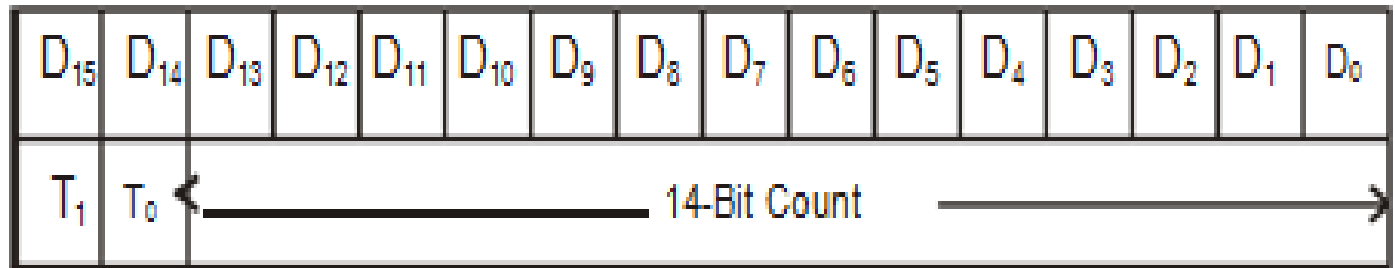 D₁₅ D₁₄ D₁₃ D₁₂ D₁₁ D₁₀ D₉ D₈ D₇ D₆ D₅ D₄ D₃ D₂ D₁ D₀
T₁ T₀ 14-Bit Count